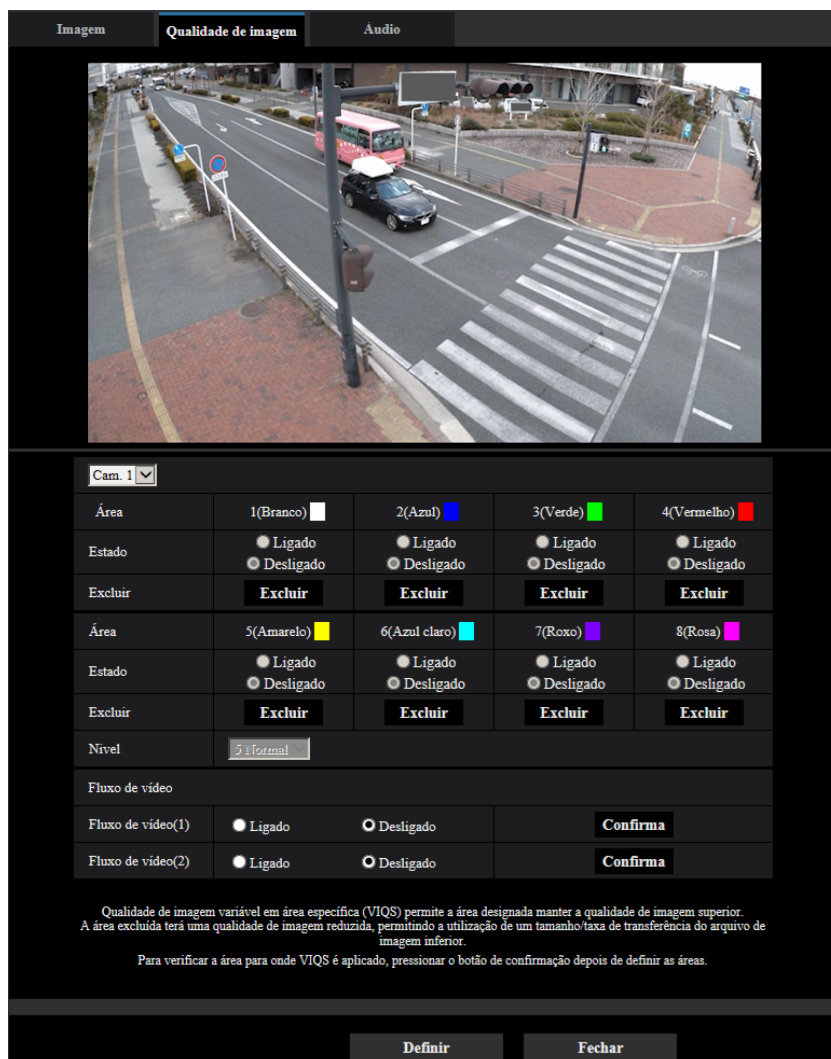 Imagem Qualidade de imagem Áudio
Cam. 1
Área 1(Branco) 2(Azul) 3(Verde) 4(Vermelho)
Estado Ligado Ligado Ligado Ligado
Desligado Desligado Desligado Desligado
Excluir Excluir Excluir Excluir Excluir
Área 5(Amarelo) 6(Azul claro) 7(Roxo) 8(Rosa)
Estado Ligado Ligado Ligado Ligado
Desligado Desligado Desligado Desligado
Excluir Excluir Excluir Excluir Excluir
Nível 5 Normal
Fluxo de vídeo
Fluxo de vídeo(1) Ligado Desligado Confirma
Fluxo de vídeo(2) Ligado Desligado Confirma
Qualidade de imagem variável em área específica (VIQS) permite a área designada manter a qualidade de imagem superior.
A área excluída terá uma qualidade de imagem reduzida, permitindo a utilização de um tamanho/taxa de transferência do arquivo de
imagem inferior.
Para verificar a área para onde VIQS é aplicado, pressionar o botão de confirmação depois de definir as áreas.
Definir Fechar